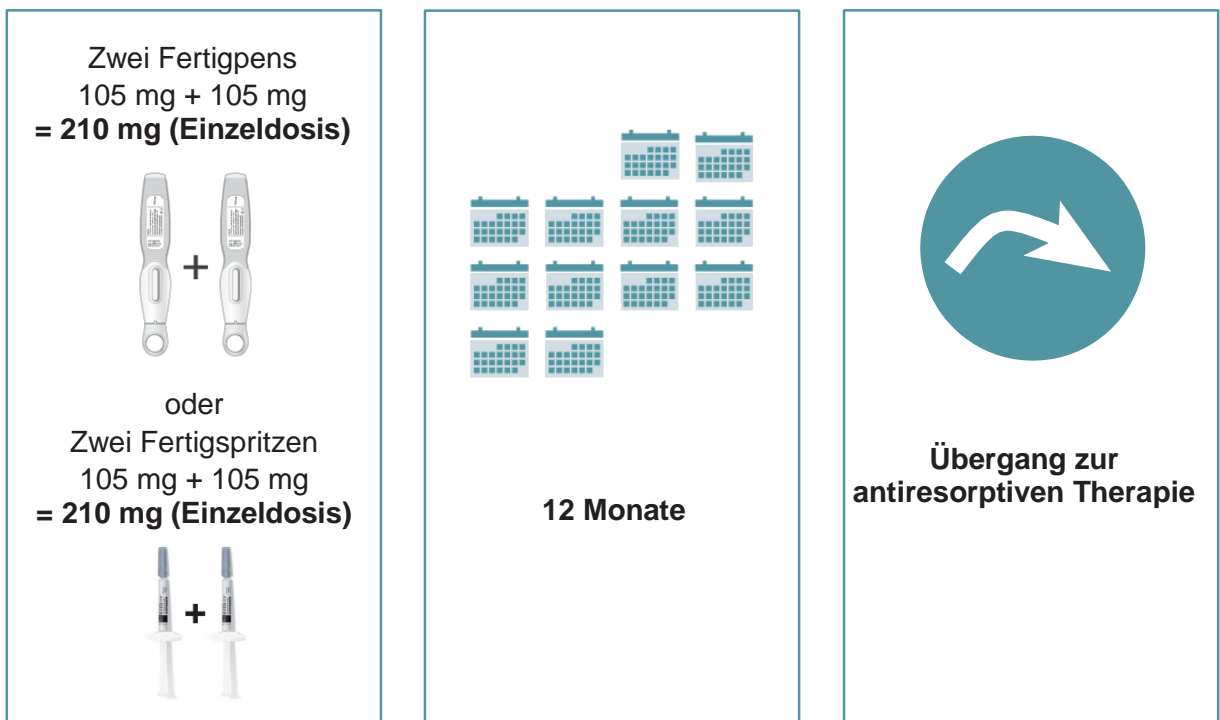 Zwei Fertigpens
105 mg + 105 mg
= 210 mg (Einzeldosis)
+
oder
Zwei Fertigspritzen
105 mg + 105 mg
= 210 mg (Einzeldosis)
+
12 Monate
Übergang zur
antiresorptiven Therapie